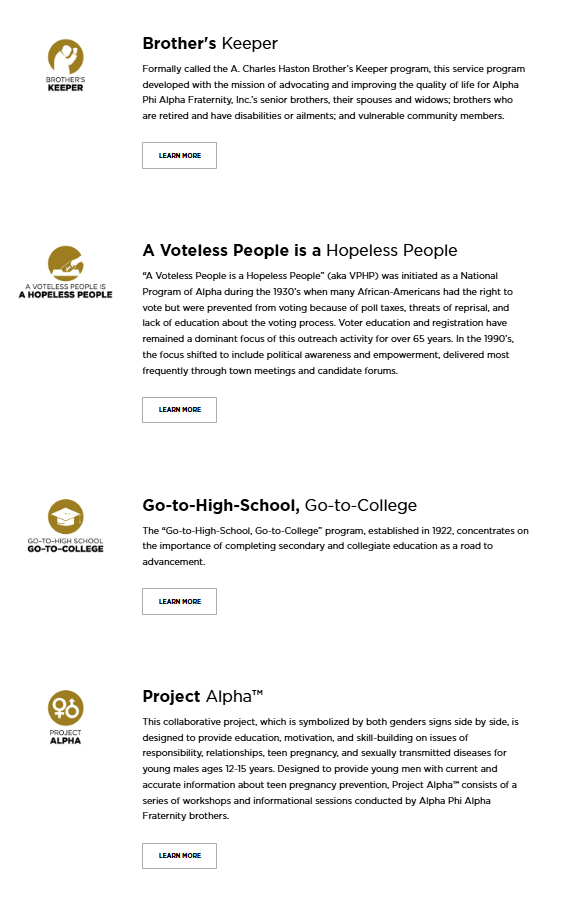 BROTHER'S
KEEPER
Brother's Keeper
Formally called the A. Charles Haston Brother's Keeper program, this service program
developed with the mission of advocating and improving the quality of life for Alpha
Phi Alpha Fraternity, Inc.'s senior brothers, their spouses and widows; brothers who
are retired and have disabilities or ailments; and vulnerable community members.
LEARN MORE
A VOTELESS PEOPLE IS
A HOPELESS PEOPLE
A Voteless People is a Hopeless People
“A Voteless People is a Hopeless People” (aka VPHP) was initiated as a National
Program of Alpha during the 1930's when many African-Americans had the right to
vote but were prevented from voting because of poll taxes, threats of reprisal, and
lack of education about the voting process. Voter education and registration have
remained a dominant focus of this outreach activity for over 65 years. In the 1990's,
the focus shifted to include political awareness and empowerment, delivered most
frequently through town meetings and candidate forums.
LEARN MORE
GO-TO-HIGH SCHOOL
GO-TO-COLLEGE
Go-to-High-School, Go-to-College
The “Go-to-High-School, Go-to-College” program, established in 1922, concentrates on
the importance of completing secondary and collegiate education as a road to
advancement.
LEARN MORE
PROJECT
ALPHA
Project Alpha™
This collaborative project, which is symbolized by both genders signs side by side, is
designed to provide education, motivation, and skill-building on issues of
responsibility, relationships, teen pregnancy, and sexually transmitted diseases for
young males ages 12-15 years. Designed to provide young men with current and
accurate information about teen pregnancy prevention, Project Alpha™ consists of a
series of workshops and informational sessions conducted by Alpha Phi Alpha
Fraternity brothers.
LEARN MORE